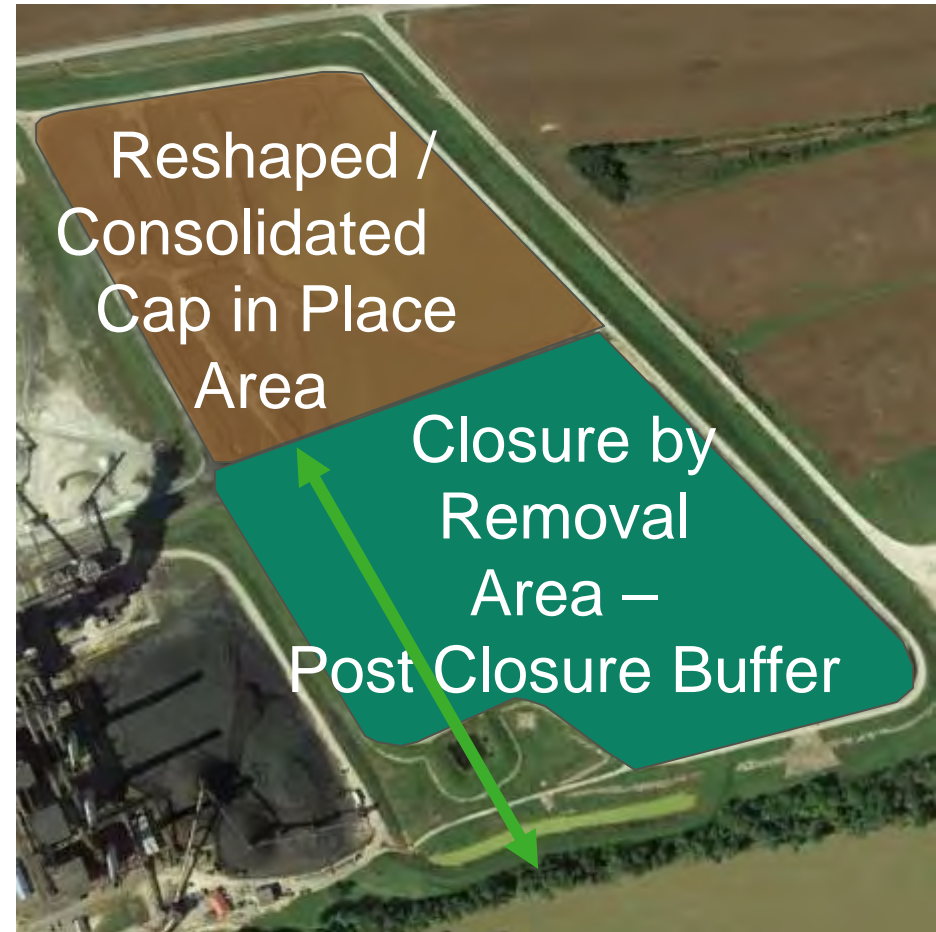 Reshaped /
Consolidated
Cap in Place
Area
Closure by
Removal
Area –
Post Closure Buffer